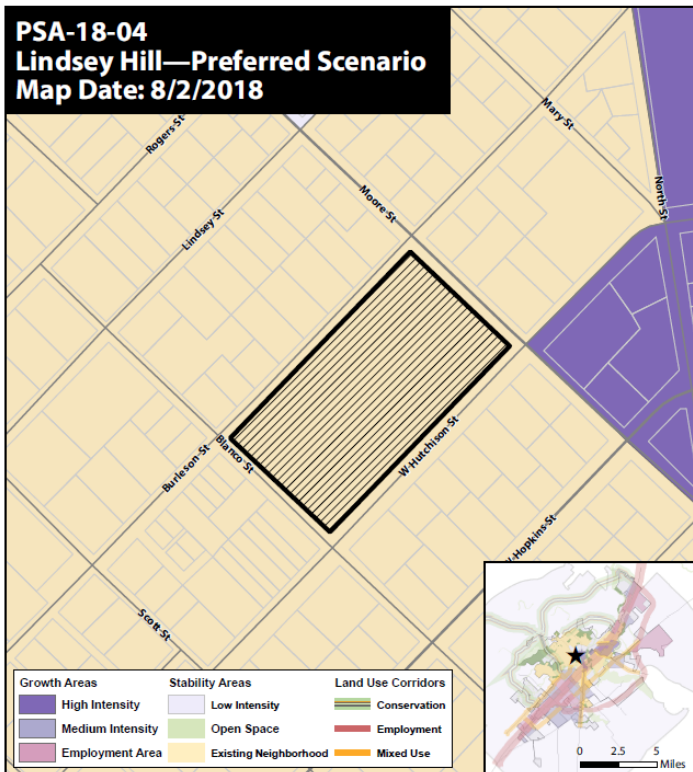 PSA-18-04
Lindsey Hill—Preferred Scenario
Map Date: 8/2/2018
Mary St
Rogers St
North St
Moore St
Lindsey St
W Hutchison St
Burleson St
Blanco St
Hopkins St
Scott St
Growth Areas
High Intensity
Medium Intensity
Employment Area
Stability Areas
Low Intensity
Open Space
Existing Neighborhood
Land Use Corridors
Conservation
Employment
Mixed Use
0 2.5 5
Miles